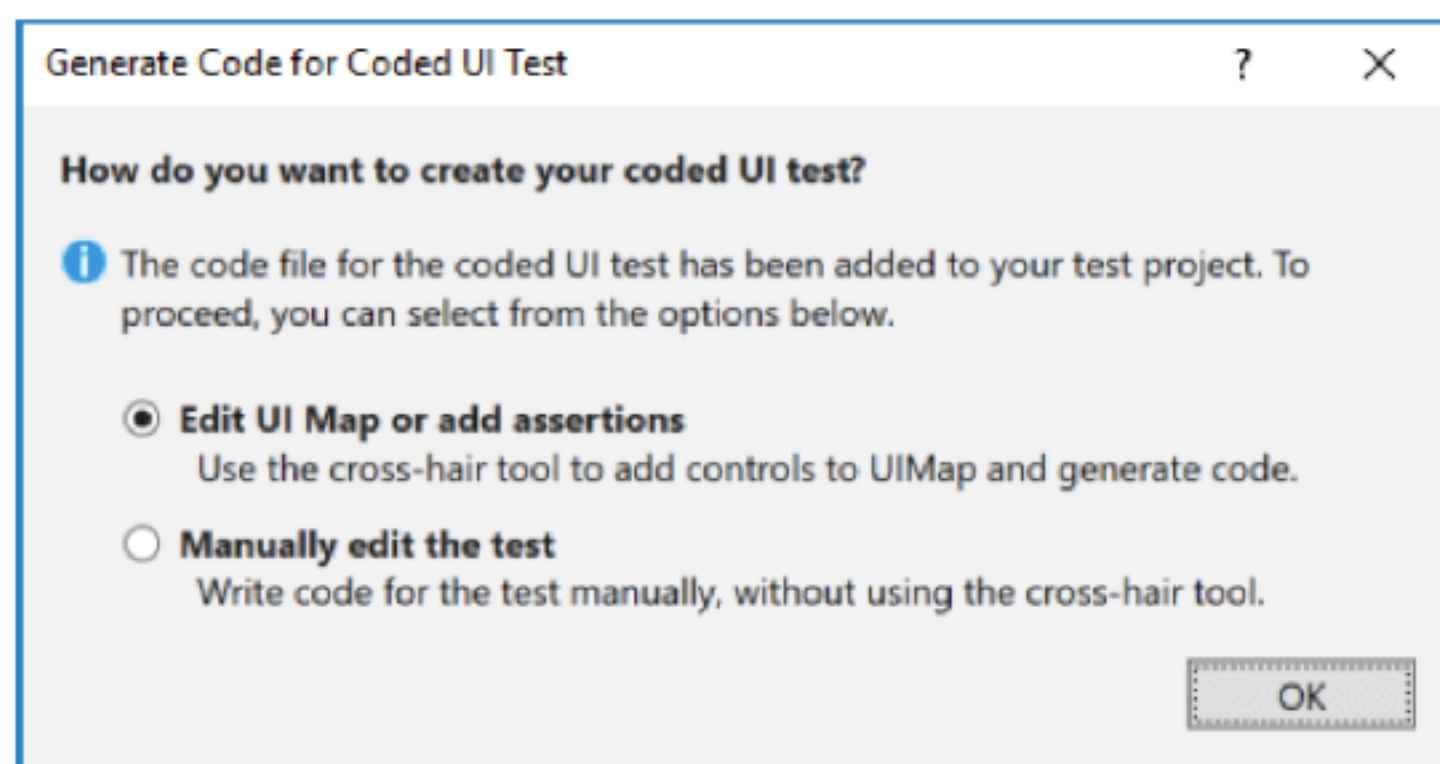 Generate Code for Coded UI Test
?
How do you want to create your coded UI test?
The code file for the coded UI test has been added to your test project. To
proceed, you can select from the options below.
Edit UI Map or add assertions
Use the cross-hair tool to add controls to UIMap and generate code.
Manually edit the test
Write code for the test manually, without using the cross-hair tool.
OK